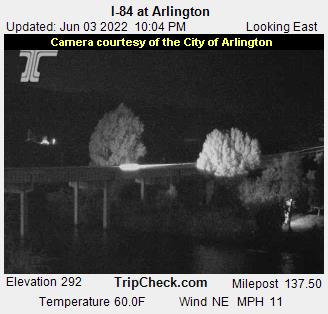 I-84 at Arlington
Updated: Jun 03 2022 10:04 PM Looking East
Camera courtesy of the City of Arlington
Elevation 292 TripCheck.com Milepost 137.50
Temperature 60.0F Wind NE MPH 11